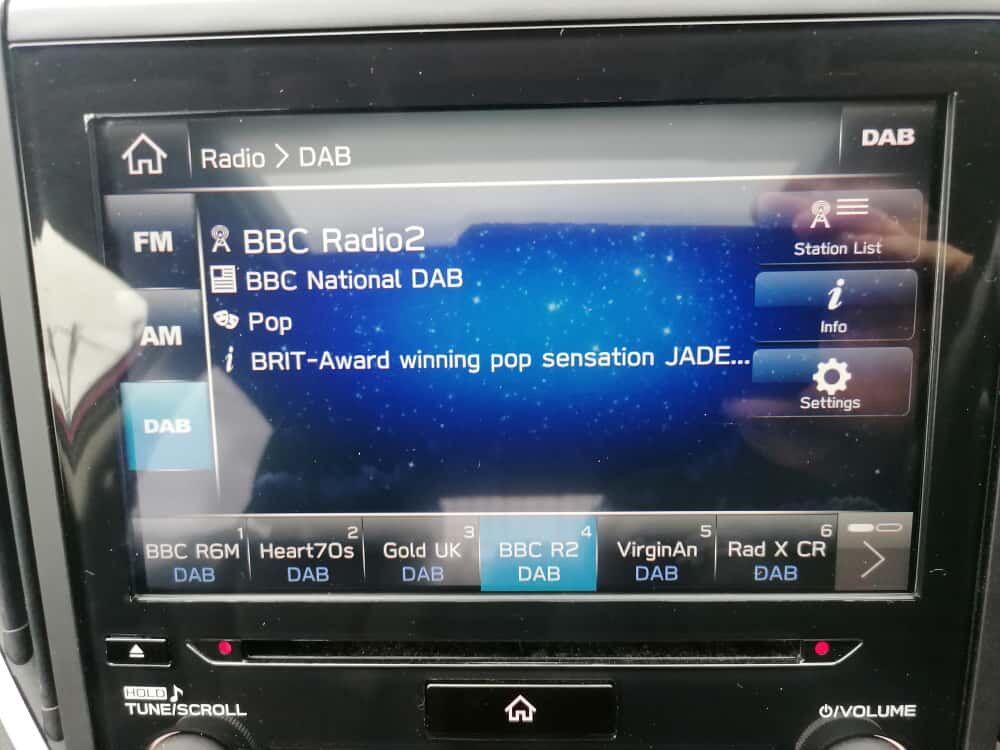 Radio > DAB
DAB
FM
AM
DAB
BBC Radio2
BBC National DAB
Pop
i BRIT-Award winning pop sensation JADE...
Station List
i
Info
Settings
1
BBC R6M
DAB
2
Heart70s
DAB
3
Gold UK
DAB
4
BBC R2
DAB
5
VirginAn
DAB
6
Rad X CR
DAB
HOLD
TUNE/SCROLL
/VOLUME